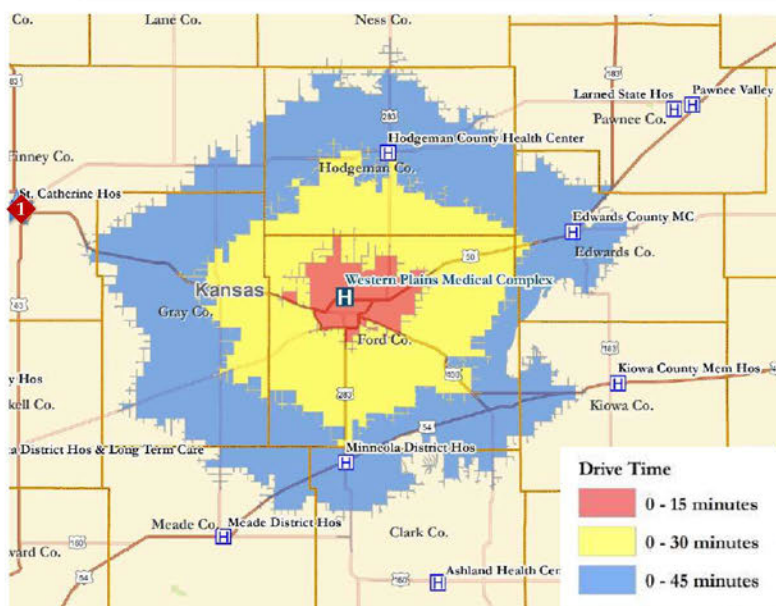 Co.
Lane Co.
Ness Co.
183
283
Larned State Hos
Pawnee Valley
Pawnee Co.
Hodgeman County Health Center
Hodgeman Co.
Finney Co.
St. Catherine Hos
1
Edwards County MC
Edwards Co.
50
Kansas
Western Plains Medical Complex
H
Gray Co.
Ford Co.
183
Kiowa County Mem Hos
Kiowa Co.
y Hos
kell Co.
283
54
a District Hos & Long Term Care
Minneola District Hos
Drive Time
0 - 15 minutes
0 - 30 minutes
0 - 45 minutes
Meade Co.
Meade District Hos
Clark Co.
160
ward Co.
54
160
Ashland Health Cen